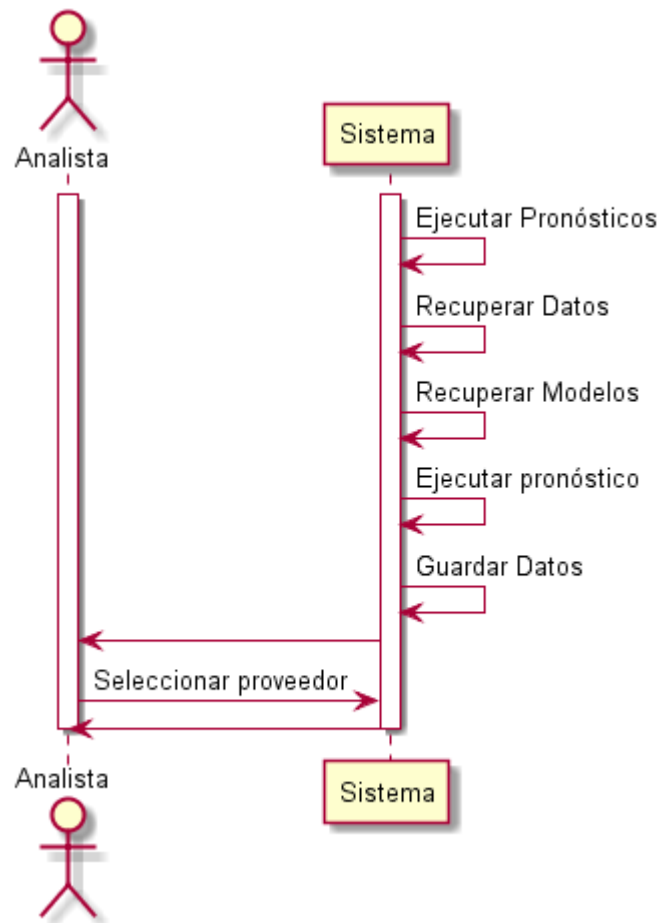 Analista
Sistema
Ejecutar Pronósticos
Recuperar Datos
Recuperar Modelos
Ejecutar pronóstico
Guardar Datos
Seleccionar proveedor
Analista
Sistema